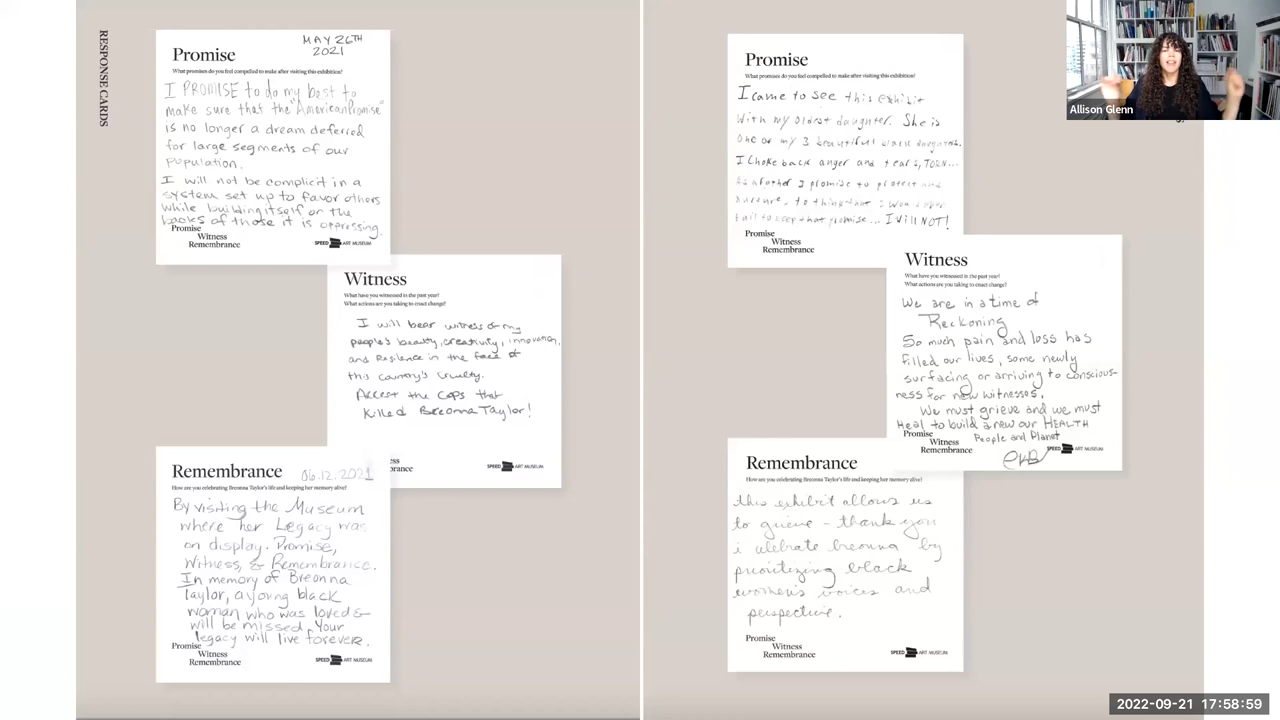 RESPONSE CARDS
MAY 26TH
2021
Promise
What promises do you feel compelled to make after visiting this exhibition?
I PROMISE to do my best to
make sure that the "American Promise"
is no longer a dream deferred
for large segments of our
population.
I will not be complicit in a
system set up to favor others
while building itself on the
backs of those it is oppressing.
Promise
Witness
Remembrance
SPEED ART MUSEUM
Witness
What have you witnessed in the past year?
What actions are you taking to enact change?
I will bear witness of my
people's beauty, creativity, innovation,
and Resilience in the face of
this country's cruelty.
Arrest the cops that
killed Breonna Taylor!
ess
brance
SPEED ART MUSEUM
Remembrance
06.12.2021
How are you celebrating Breonna Taylor's life and keeping her memory alive?
By visiting the Museum
where her Legacy was
on display. Promise,
Witness, & Remembrance.
In memory of Breonna
Taylor, a young black
woman who was loved &
will be missed. Your
legacy will live forever.
Promise
Witness
Remembrance
SPEED ART MUSEUM
Promise
What promises do you feel compelled to make after visiting this exhibition?
I came to see this exhibit
with my oldest daughter. She is
one of my 3 beautiful black daughters.
I choke back anger and tears, TORN...
As a father I promise to protect and
nurture, to think that I would ever
fail to keep that promise... I WILL NOT!
Promise
Witness
Remembrance
Witness
What have you witnessed in the past year?
What actions are you taking to enact change?
We are in a time of
Reckoning
So much pain and loss has
filled our lives, some newly
surfacing or arriving to conscious-
ness for new witnesses.
We must grieve and we must
Heal to build anew our HEALTH
People and Planet
Promise
Witness
Remembrance
SPEED ART MUSEUM
Remembrance
How are you celebrating Breonna Taylor's life and keeping her memory alive?
this exhibit allows us
to grieve - thank you
i celebrate breonna by
prioritizing black
women's voices and
perspective.
Promise
Witness
Remembrance
SPEED ART MUSEUM
Allison Glenn
2022-09-21 17:58:59